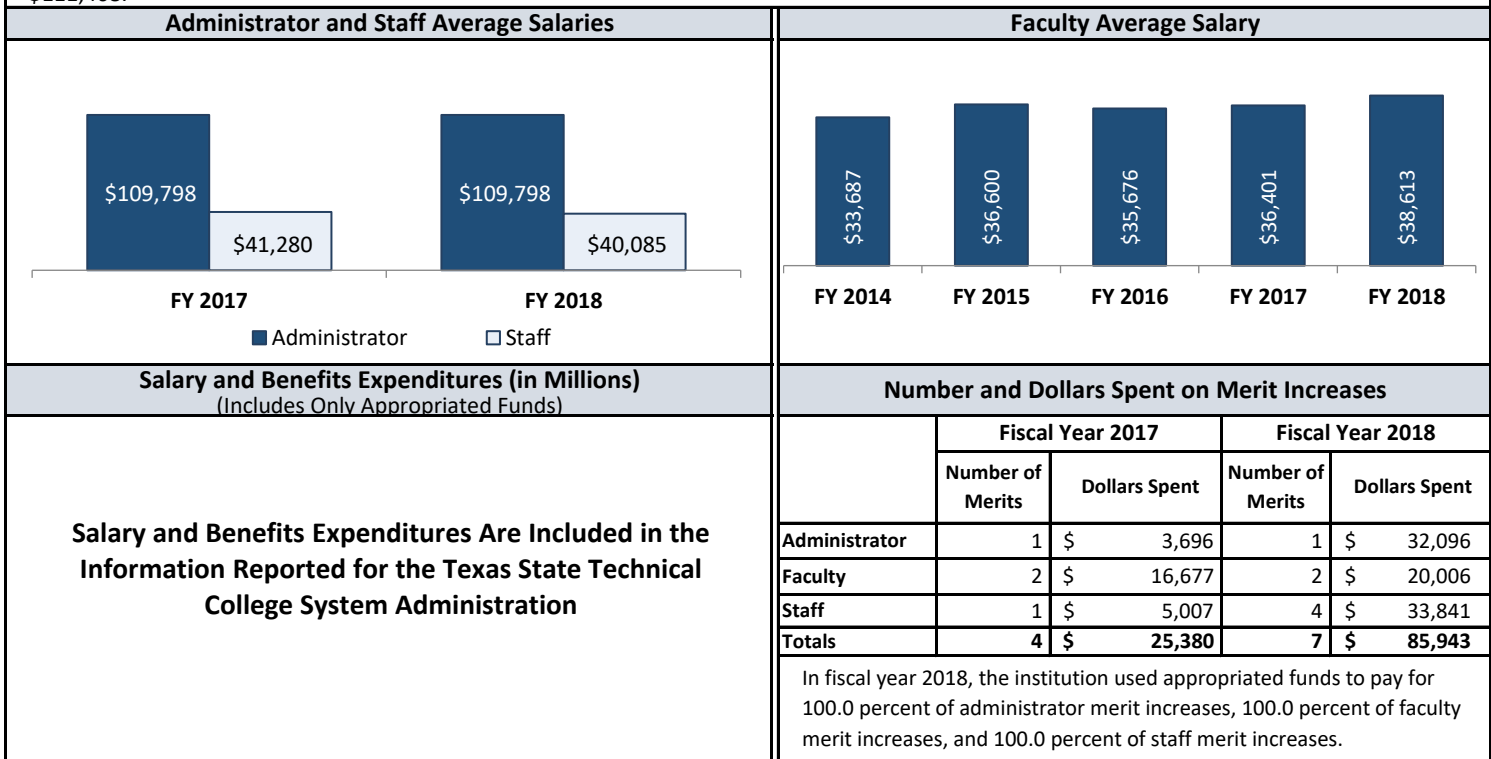 Administrator and Staff Average Salaries
$109,798
$41,280
$109,798
$40,085
FY 2017
FY 2018
Administrator
Staff
Faculty Average Salary
$33,687
$36,600
$35,676
$36,401
$38,613
FY 2014
FY 2015
FY 2016
FY 2017
FY 2018
Salary and Benefits Expenditures (in Millions)
(Includes Only Appropriated Funds)
Salary and Benefits Expenditures Are Included in the
Information Reported for the Texas State Technical
College System Administration
Number and Dollars Spent on Merit Increases
Fiscal Year 2017 Fiscal Year 2018
Number of Merits Dollars Spent Number of Merits Dollars Spent
Administrator 1 $ 3,696 1 $ 32,096
Faculty 2 $ 16,677 2 $ 20,006
Staff 1 $ 5,007 4 $ 33,841
Totals 4 $ 25,380 7 $ 85,943
In fiscal year 2018, the institution used appropriated funds to pay for
100.0 percent of administrator merit increases, 100.0 percent of faculty
merit increases, and 100.0 percent of staff merit increases.